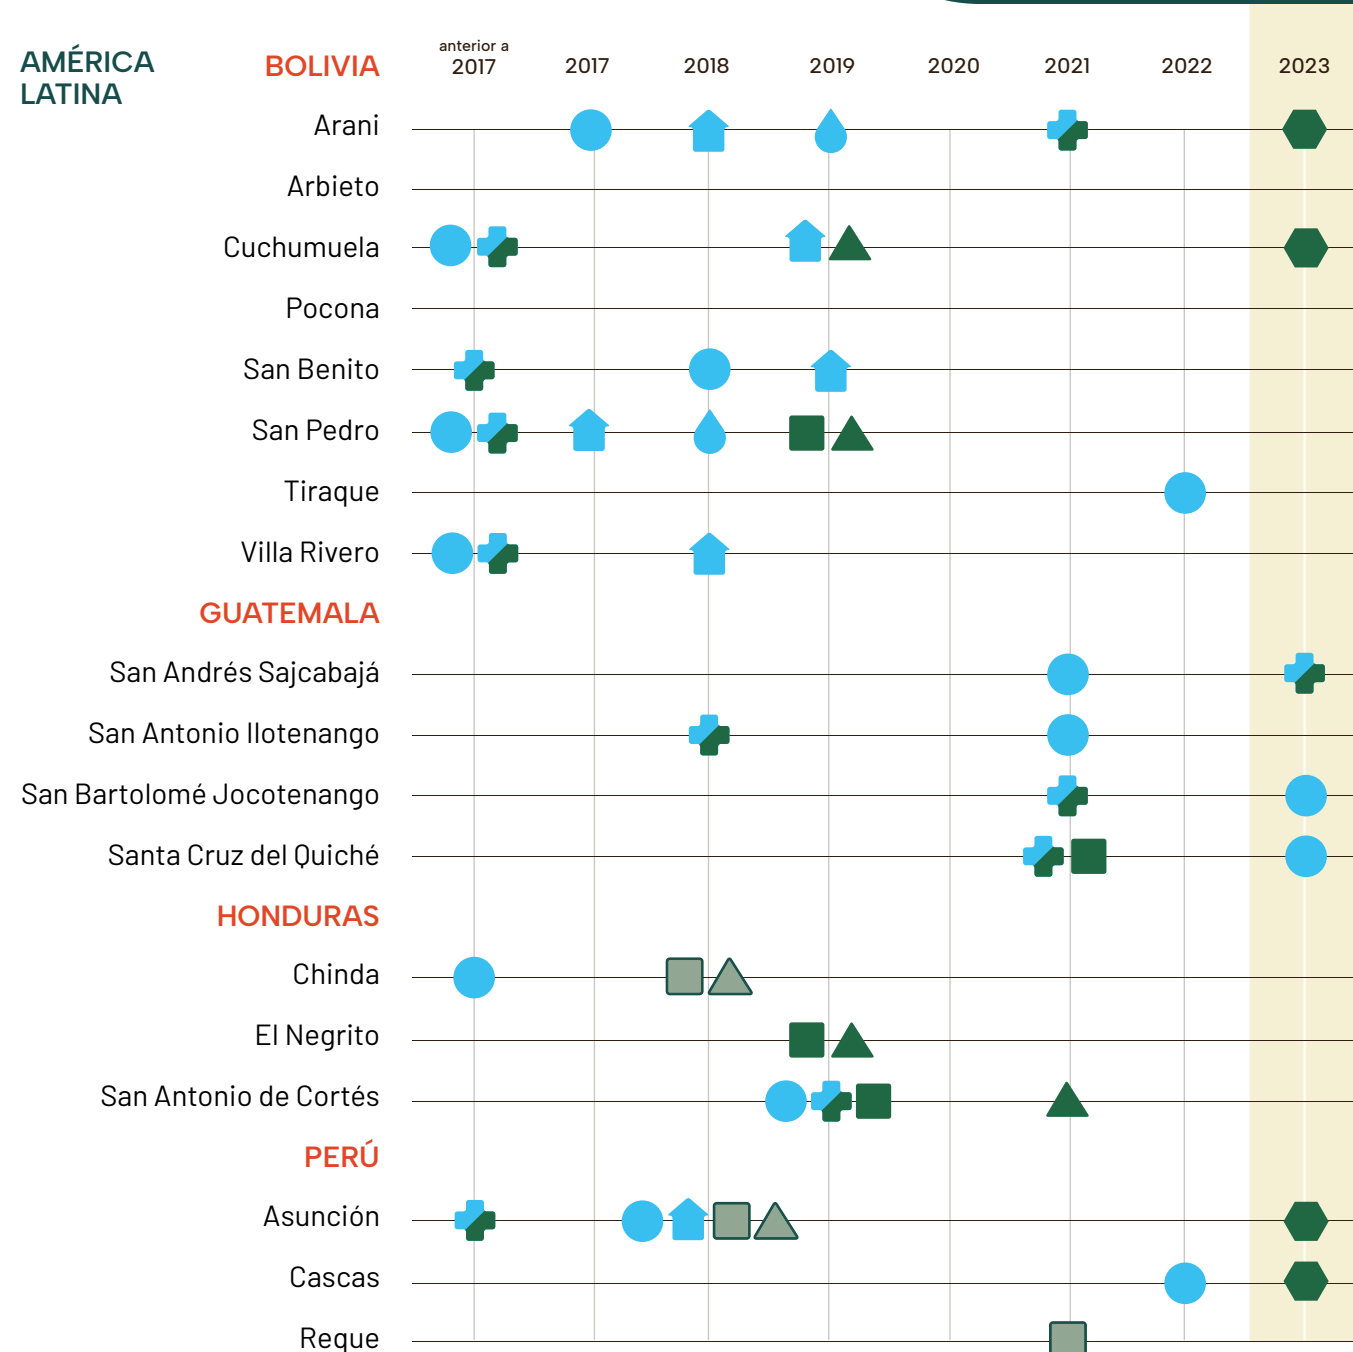 AMÉRICA
LATINA
BOLIVIA
anterior a
2017 2017 2018 2019 2020 2021 2022 2023
Arani
Arbieto
Cuchumuela
Pocona
San Benito
San Pedro
Tiraque
Villa Rivero
GUATEMALA
San Andrés Sajcabajá
San Antonio Ilotenango
San Bartolomé Jocotenango
Santa Cruz del Quiché
HONDURAS
Chinda
El Negrito
San Antonio de Cortés
PERÚ
Asunción
Cascas
Reque